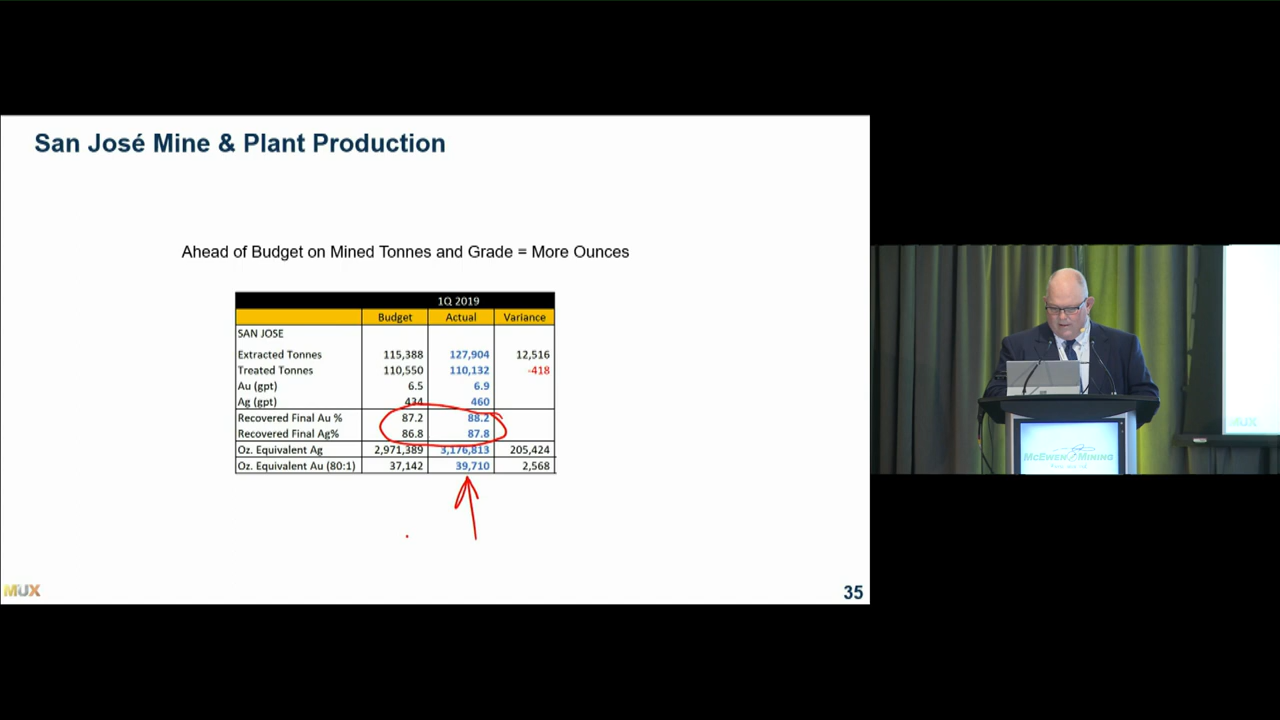 San José Mine & Plant Production
Ahead of Budget on Mined Tonnes and Grade = More Ounces
1Q 2019
Budget Actual Variance
SAN JOSE
Extracted Tonnes 115,388 127,904 12,516
Treated Tonnes 110,550 110,132 -418
Au (gpt) 6.5 6.9
Ag (gpt) 434 460
Recovered Final Au % 87.2 88.2
Recovered Final Ag% 86.8 87.8
Oz. Equivalent Ag 2,971,389 3,176,813 205,424
Oz. Equivalent Au (80:1) 37,142 39,710 2,568
MUX
35
McEWEN MINING
MUX